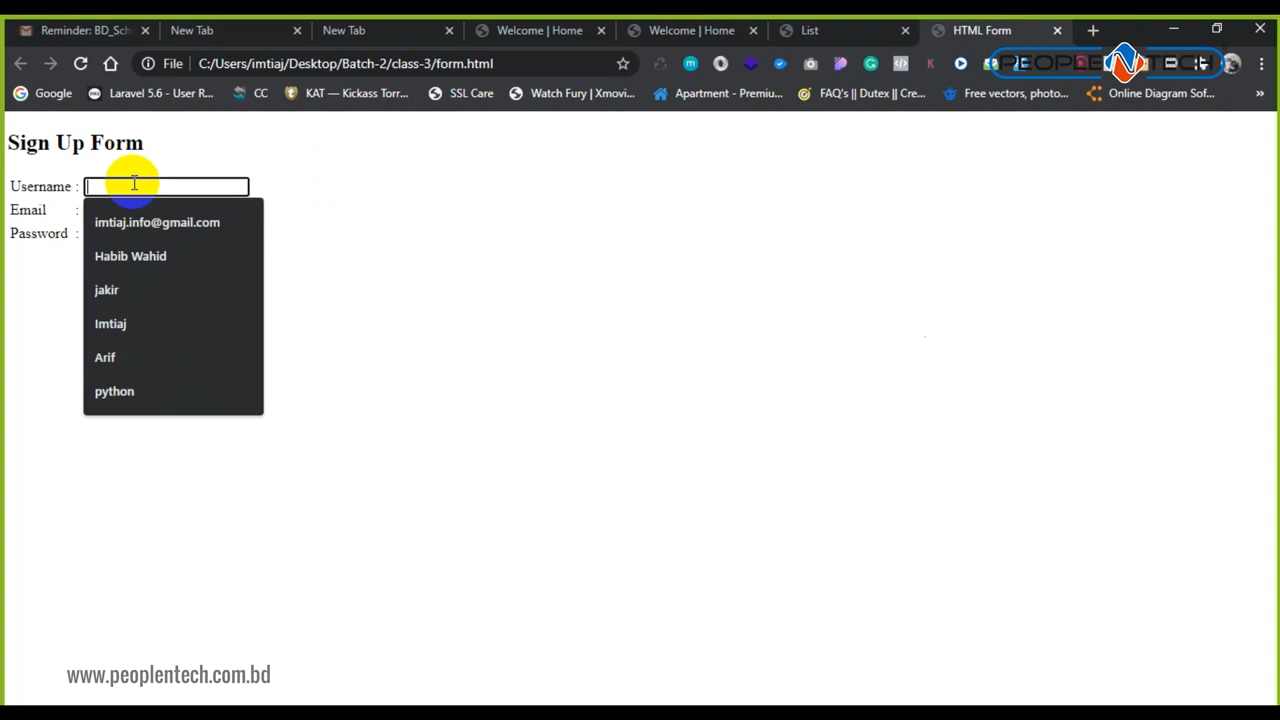 Reminder: BD_Sch
New Tab
New Tab
Welcome | Home
Welcome | Home
List
HTML Form
File
C:/Users/imtiaj/Desktop/Batch-2/class-3/form.html
PEOPLE N TECH
Google
Laravel 5.6 - User R...
CC
KAT — Kickass Torr...
SSL Care
Watch Fury | Xmovi...
Apartment - Premiu...
FAQ's || Dutex || Cre...
Free vectors, photo...
Online Diagram Sof...
»
Sign Up Form
Username :
Email :
Password :
imtiaj.info@gmail.com
Habib Wahid
jakir
Imtiaj
Arif
python
www.peoplentech.com.bd